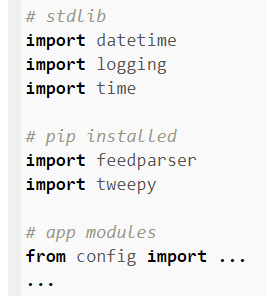 # stdlib
import datetime
import logging
import time
# pip installed
import feedparser
import tweepy
# app modules
from config import ...
...